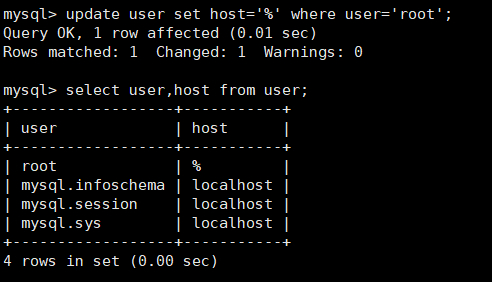 mysql> update user set host='%' where user='root';
Query OK, 1 row affected (0.01 sec)
Rows matched: 1  Changed: 1  Warnings: 0
mysql> select user,host from user;
+------------------+-----------+
| user             | host      |
+------------------+-----------+
| root             | %         |
| mysql.infoschema | localhost |
| mysql.session    | localhost |
| mysql.sys        | localhost |
+------------------+-----------+
4 rows in set (0.00 sec)